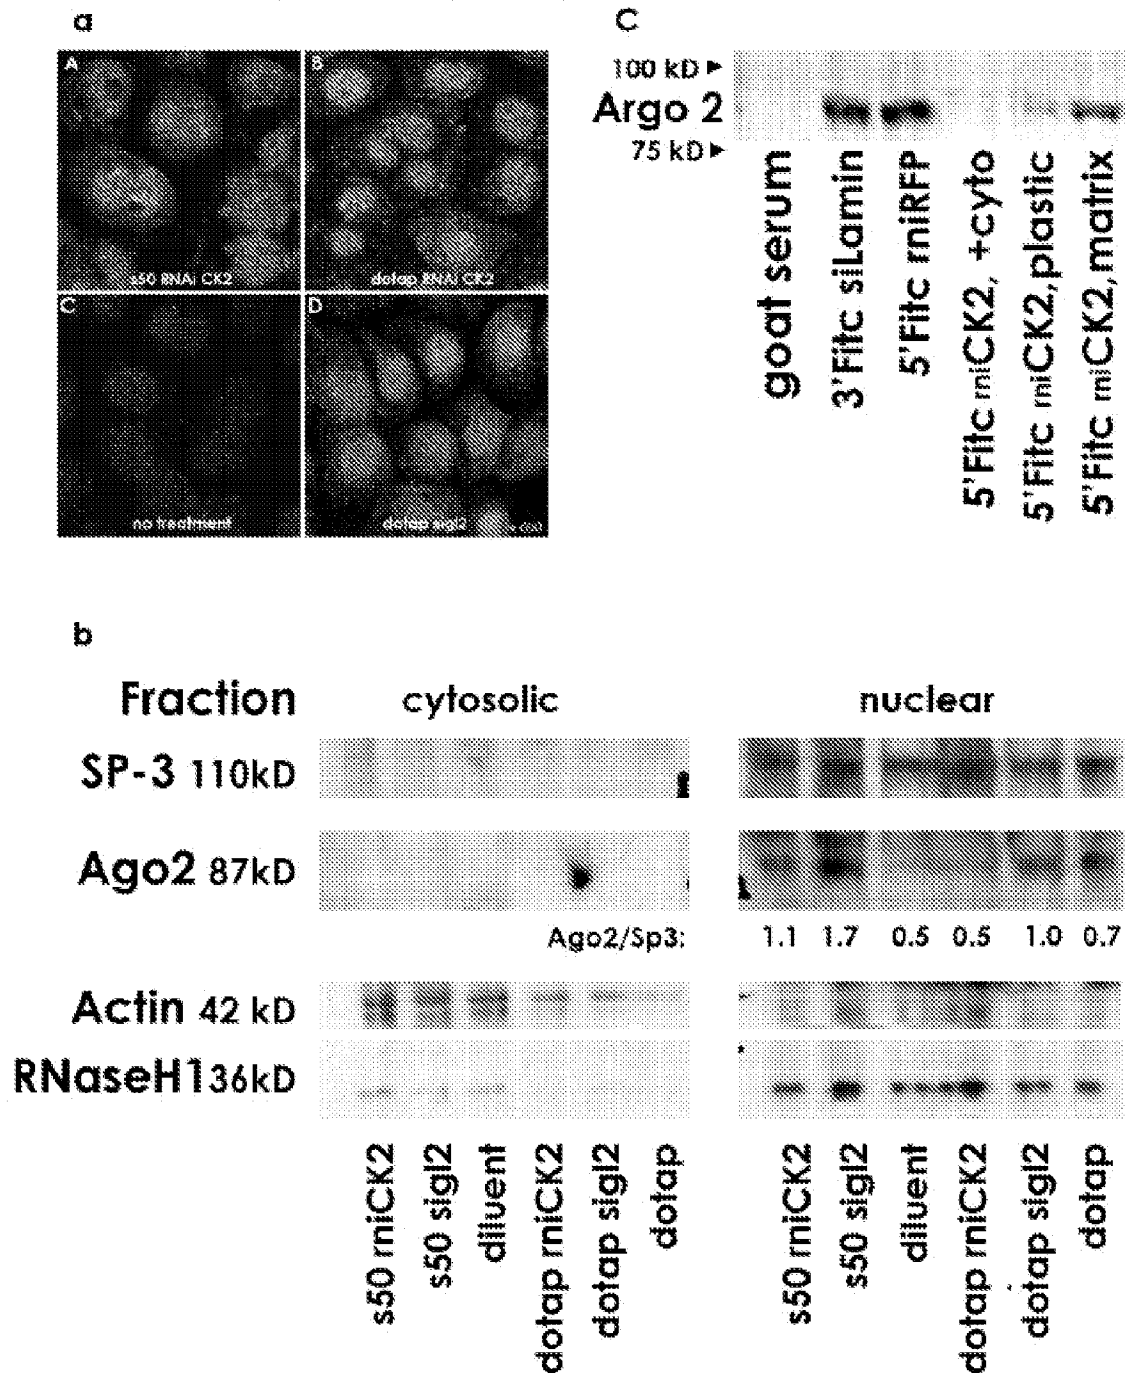 a
A
B
s50 RNAi CK2
dotap RNAi CK2
C
D
no treatment
dotap sigl2
C
100 kD ►
Argo 2
75 kD ►
goat serum
3'Fitc siLamin
5'Fitc rniRFP
5'Fitc rniCK2, +cyto
5'Fitc rniCK2, plastic
5'Fitc rniCK2, matrix
b
Fraction cytosolic nuclear
SP-3 110kD
Ago2 87kD
Ago2/Sp3: 1.1 1.7 0.5 0.5 1.0 0.7
Actin 42 kD
RNaseH1 36kD
s50 rniCK2
s50 sigl2
diluent
dotap rniCK2
dotap sigl2
dotap
s50 rniCK2
s50 sigl2
diluent
dotap rniCK2
dotap sigl2
dotap